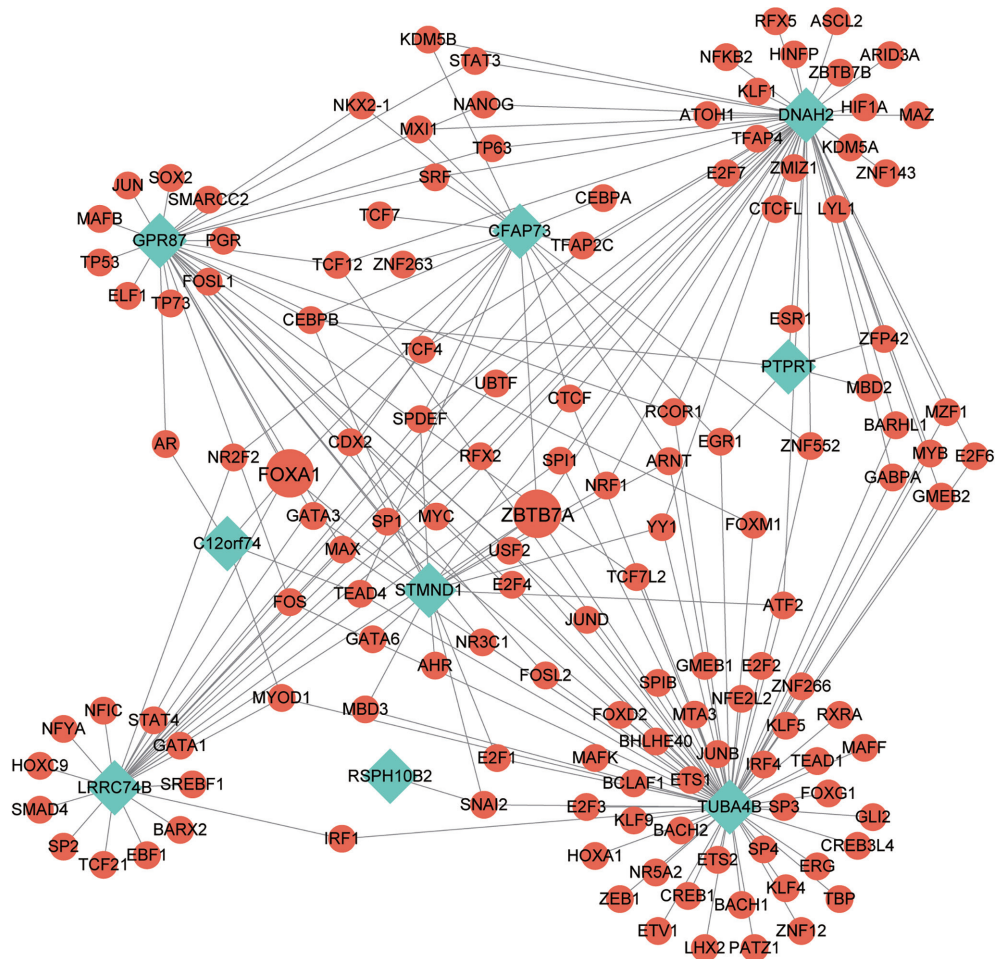 RFX5
ASCL2
KDM5B
STAT3
NFKB2
HINFP
ARID3A
ZBTB7B
KLF1
NKX2-1
NANOG
ATOH1
DNAH2
HIF1A
MAZ
MXI1
TFAP4
KDM5A
TP63
E2F7
ZMIZ1
ZNF143
JUN
SOX2
SRF
SMARCC2
CEBPA
MAFB
TCF7
CTCFL
LYL1
GPR87
PGR
CFAP73
TFAP2C
TP53
TCF12
ZNF263
ELF1
TP73
FOSL1
CEBPB
ESR1
ZFP42
TCF4
PTPRT
UBTF
MBD2
CTCF
SPDEF
RCOR1
MZF1
BARHL1
AR
CDX2
EGR1
ZNF552
NR2F2
RFX2
SPI1
ARNT
MYB
E2F6
FOXA1
NRF1
GABPA
GMEB2
GATA3
SP1
MYC
ZBTB7A
YY1
FOXM1
C12orf74
MAX
USF2
TCF7L2
FOS
TEAD4
STMND1
E2F4
ATF2
JUND
GATA6
NR3C1
AHR
FOSL2
GMEB1
E2F2
SPIB
ZNF266
MYOD1
MBD3
NFE2L2
NFIC
STAT4
FOXD2
MTA3
KLF5
RXRA
NFYA
GATA1
BHLHE40
JUNB
MAFF
HOXC9
E2F1
MAFK
IRF4
TEAD1
LRRC74B
SREBF1
RSPH10B2
BCLAF1
ETS1
FOXG1
SMAD4
SNAI2
E2F3
TUBA4B
SP3
GLI2
BARX2
KLF9
SP2
EBF1
IRF1
BACH2
CREB3L4
TCF21
HOXA1
ETS2
SP4
ERG
NR5A2
KLF4
ZEB1
CREB1
BACH1
TBP
ETV1
ZNF12
LHX2
PATZ1